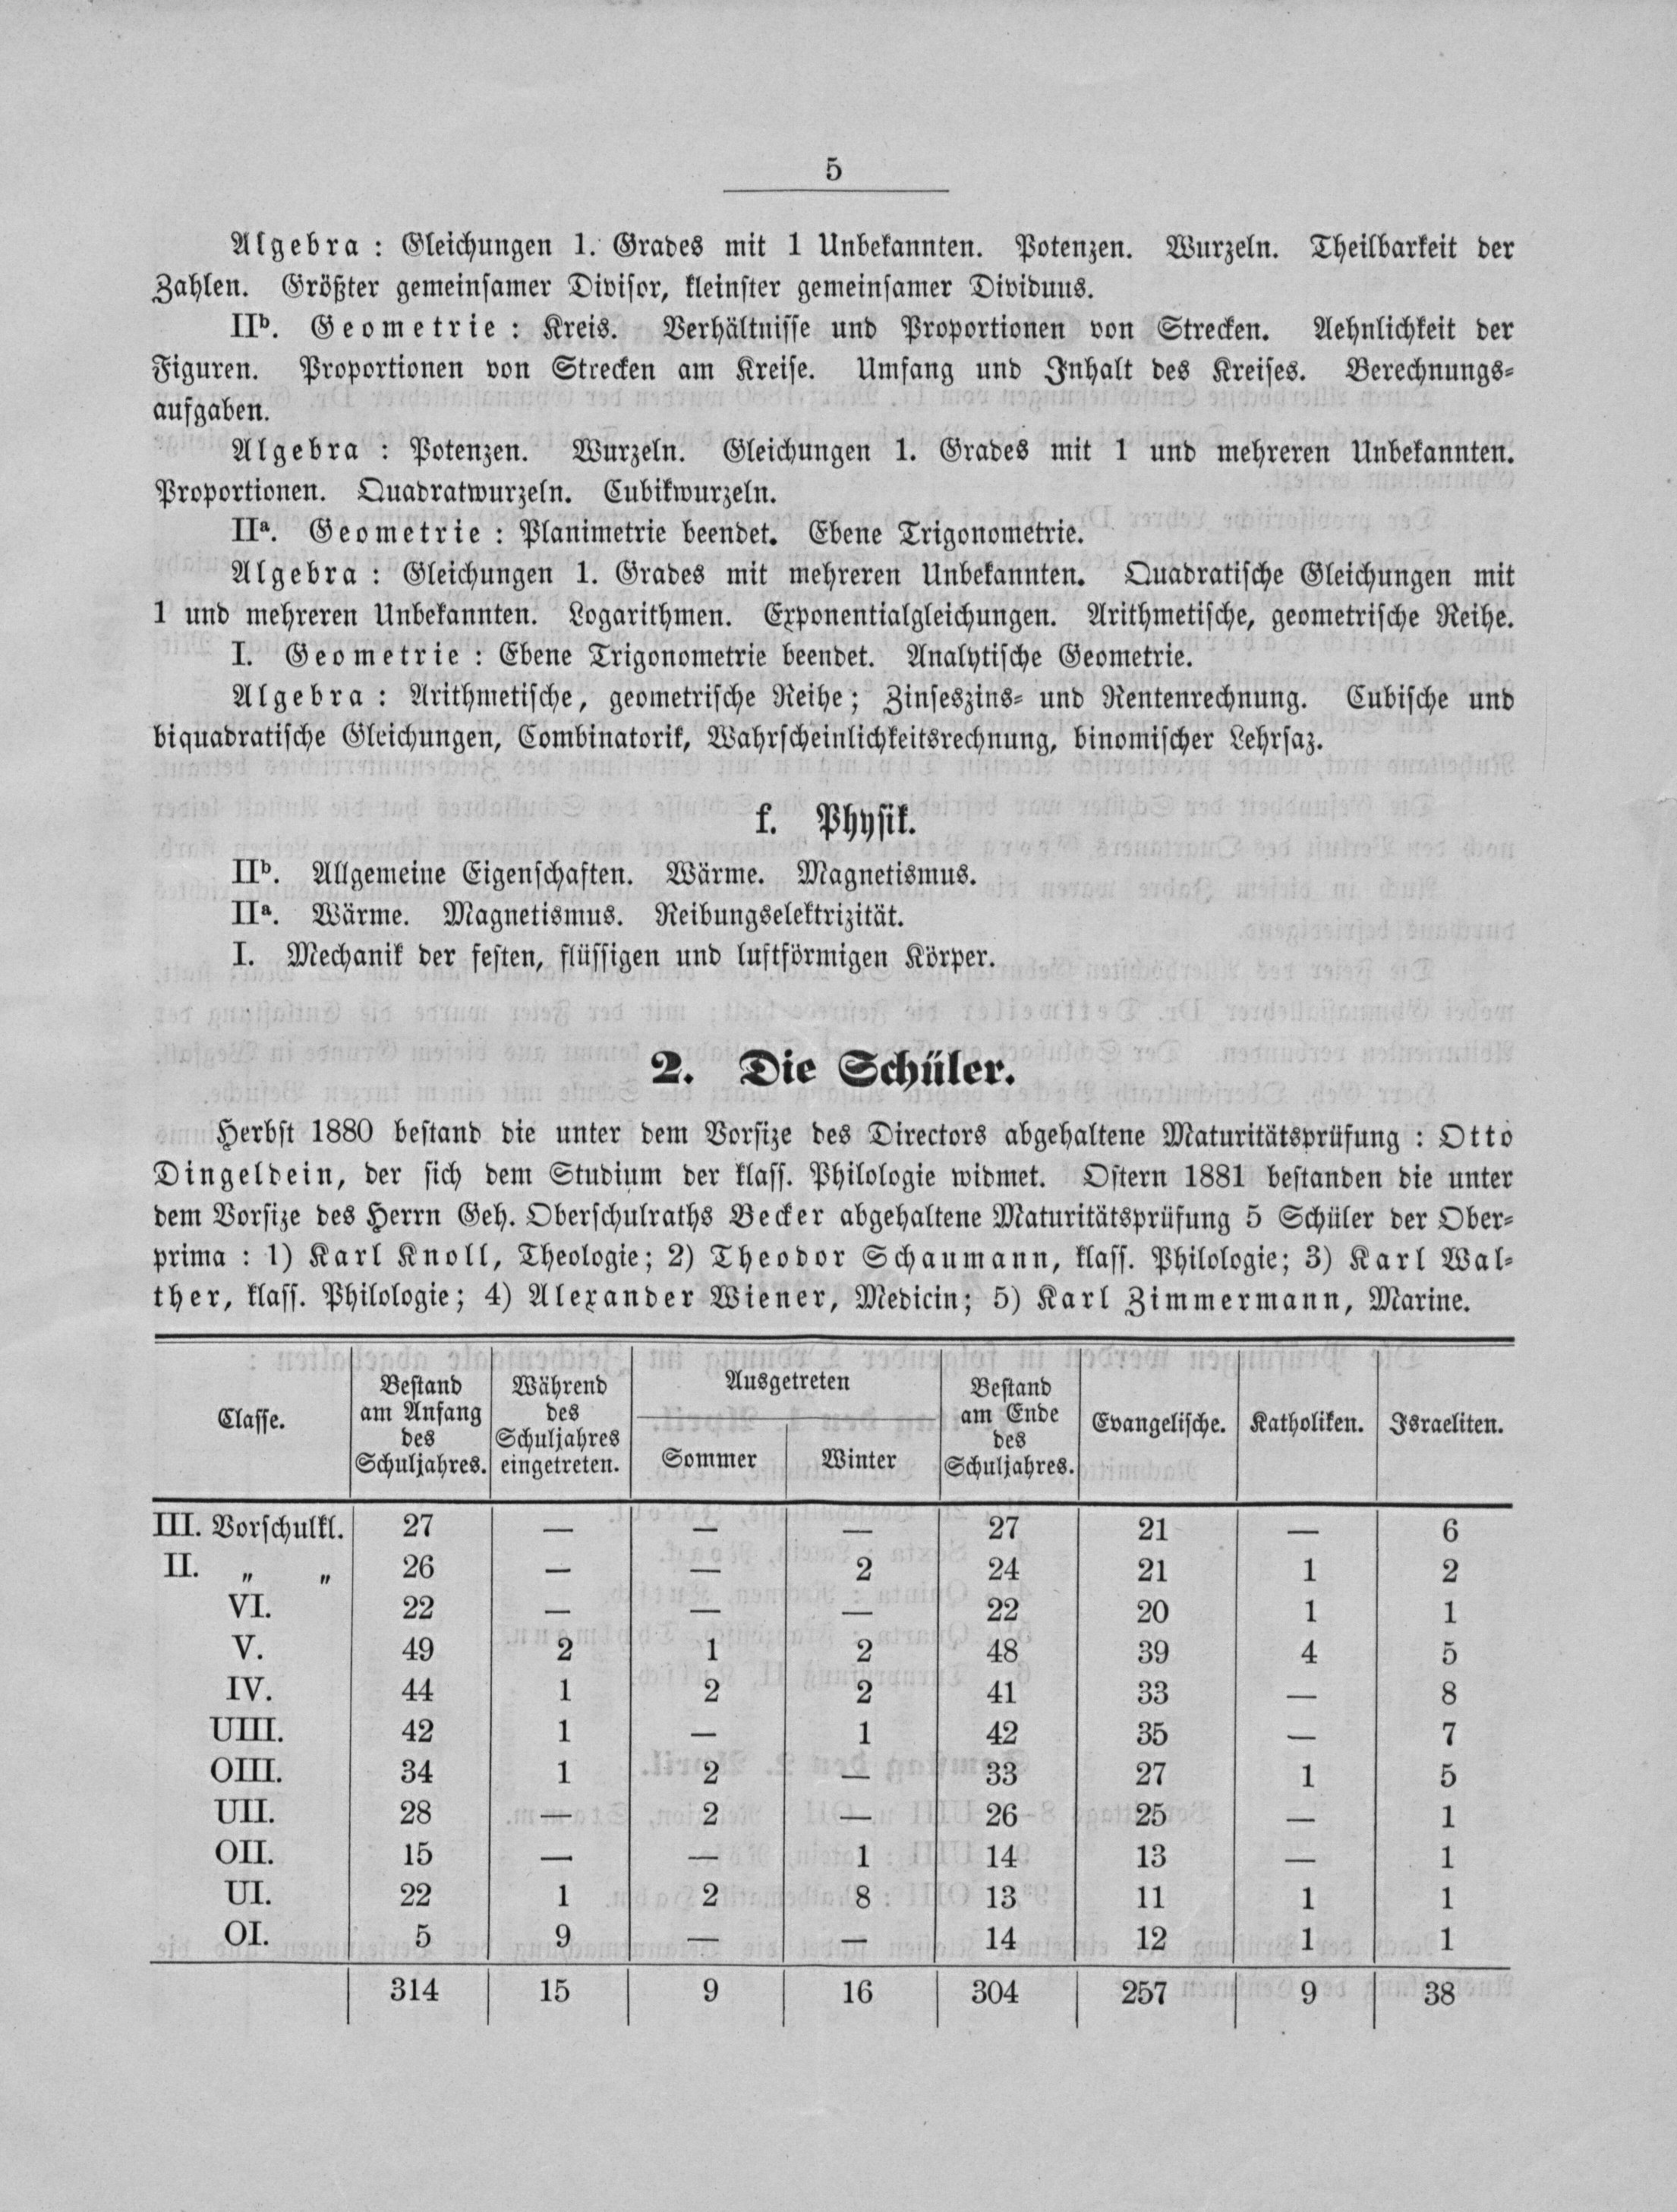 5
Algebra : Gleichungen 1. Grades mit 1 Unbekannten. Potenzen. Wurzeln. Theilbarkeit der
Zahlen. Größter gemeinsamer Divisor, kleinster gemeinsamer Dividuus.
IIb. Geometrie : Kreis. Verhältnisse und Proportionen von Strecken. Aehnlichkeit der
Figuren. Proportionen von Strecken am Kreise. Umfang und Inhalt des Kreises. Berechnungs-
aufgaben.
Algebra : Potenzen. Wurzeln. Gleichungen 1. Grades mit 1 und mehreren Unbekannten.
Proportionen. Quadratwurzeln. Cubikwurzeln.
IIa. Geometrie : Planimetrie beendet. Ebene Trigonometrie.
Algebra : Gleichungen 1. Grades mit mehreren Unbekannten. Quadratische Gleichungen mit
1 und mehreren Unbekannten. Logarithmen. Exponentialgleichungen. Arithmetische, geometrische Reihe.
I. Geometrie : Ebene Trigonometrie beendet. Analytische Geometrie.
Algebra : Arithmetische, geometrische Reihe; Zinseszins- und Rentenrechnung. Cubische und
biquadratische Gleichungen, Combinatorik, Wahrscheinlichkeitsrechnung, binomischer Lehrsaz.
f. Physik.
IIb. Allgemeine Eigenschaften. Wärme. Magnetismus.
IIa. Wärme. Magnetismus. Reibungselektrizität.
I. Mechanik der festen, flüssigen und luftförmigen Körper.
2. Die Schüler.
Herbst 1880 bestand die unter dem Vorsize des Directors abgehaltene Maturitätsprüfung : Otto
Dingeldein, der sich dem Studium der klass. Philologie widmet. Ostern 1881 bestanden die unter
dem Vorsize des Herrn Geh. Oberschulraths Becker abgehaltene Maturitätsprüfung 5 Schüler der Ober-
prima : 1) Karl Knoll, Theologie; 2) Theodor Schaumann, klass. Philologie; 3) Karl Wal-
ther, klass. Philologie; 4) Alexander Wiener, Medicin; 5) Karl Zimmermann, Marine.
Classe. Bestand am Anfang des Schuljahres. Während des Schuljahres eingetreten. Ausgetreten Sommer Winter Bestand am Ende des Schuljahres. Evangelische. Katholiken. Israeliten.
III. Vorschulkl. 27 — — — 27 21 — 6
II. „ „ 26 — — 2 24 21 1 2
VI. 22 — — — 22 20 1 1
V. 49 2 1 2 48 39 4 5
IV. 44 1 2 2 41 33 — 8
UIII. 42 1 — 1 42 35 — 7
OIII. 34 1 2 — 33 27 1 5
UII. 28 — 2 — 26 25 — 1
OII. 15 — — 1 14 13 — 1
UI. 22 1 2 8 13 11 1 1
OI. 5 9 — — 14 12 1 1
314 15 9 16 304 257 9 38